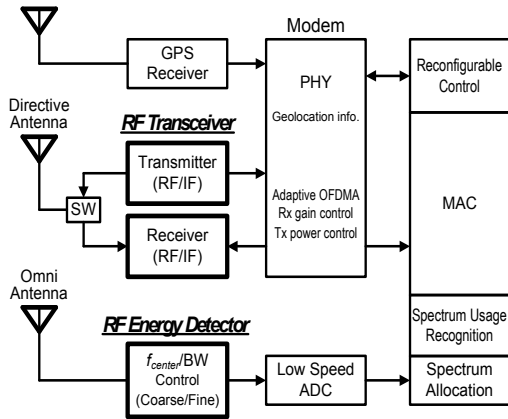 Modem
GPS
Receiver
PHY
Geolocation info.
Reconfigurable
Control
Directive
Antenna
RF Transceiver
Transmitter
(RF/IF)
SW
Receiver
(RF/IF)
Adaptive OFDMA
Rx gain control
Tx power control
MAC
Omni
Antenna
RF Energy Detector
fcenter/BW
Control
(Coarse/Fine)
Low Speed
ADC
Spectrum Usage
Recognition
Spectrum
Allocation